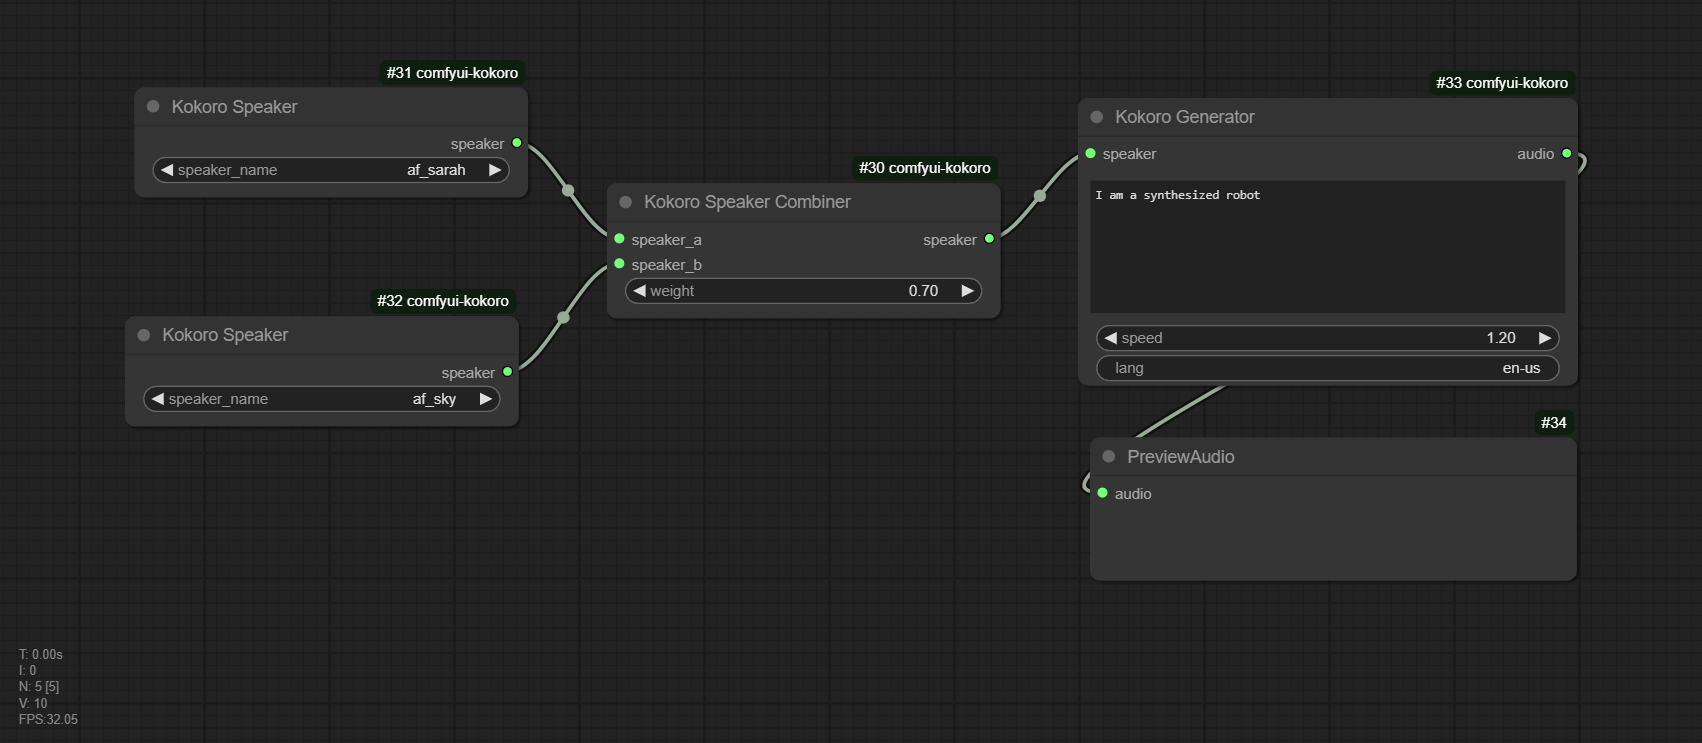 #31 comfyui-kokoro
Kokoro Speaker
speaker
speaker_name af_sarah
#32 comfyui-kokoro
Kokoro Speaker
speaker
speaker_name af_sky
#30 comfyui-kokoro
Kokoro Speaker Combiner
speaker_a speaker
speaker_b
weight 0.70
#33 comfyui-kokoro
Kokoro Generator
speaker audio
I am a synthesized robot
speed 1.20
lang en-us
#34
PreviewAudio
audio
T: 0.00s
I: 0
N: 5 [5]
V: 10
FPS:32.05